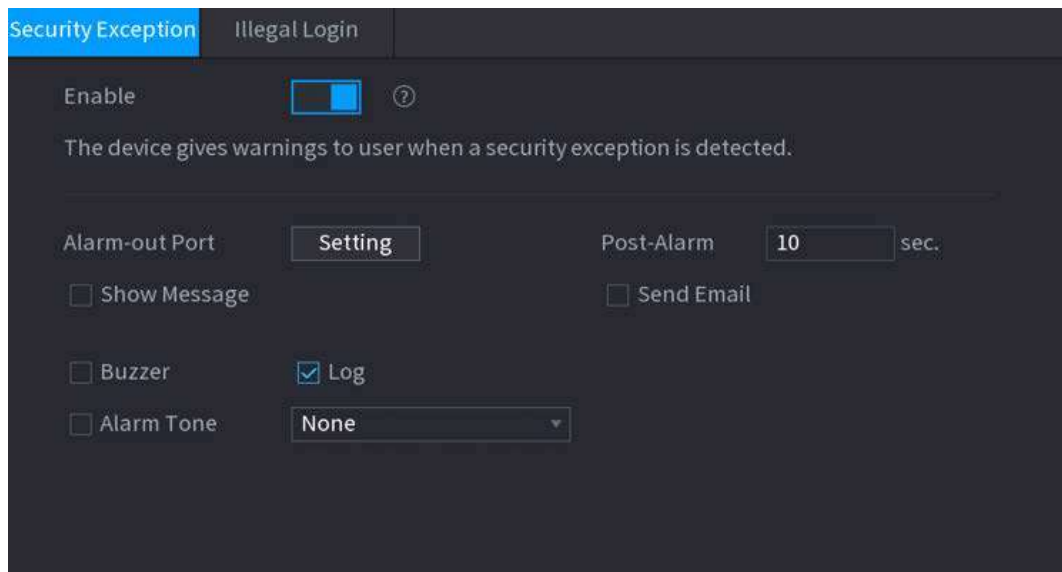 Security Exception Illegal Login
Enable ?
The device gives warnings to user when a security exception is detected.
Alarm-out Port Setting Post-Alarm 10 sec.
Show Message Send Email
Buzzer Log
Alarm Tone None